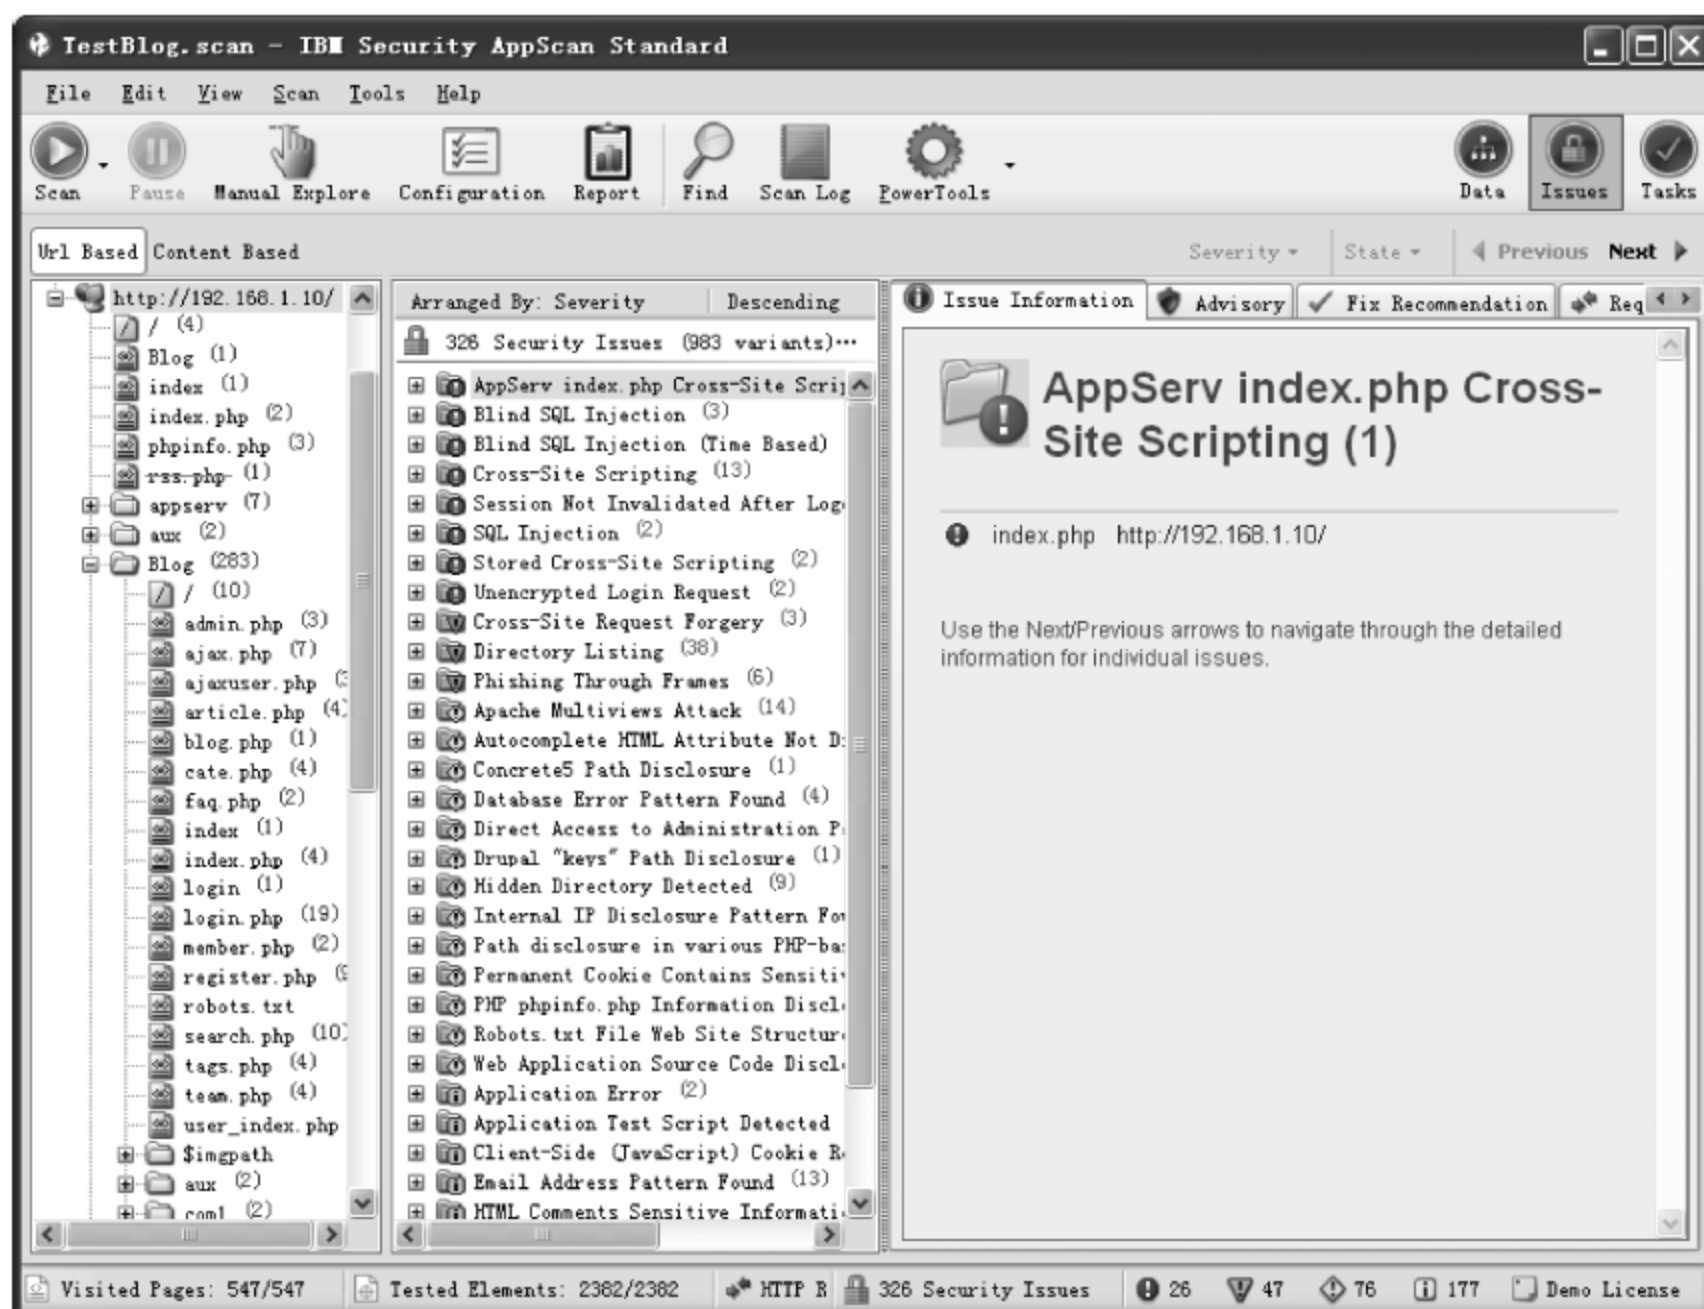 TestBlog.scan - IBM Security AppScan Standard
File Edit View Scan Tools Help
Scan Pause Manual Explore Configuration Report Find Scan Log PowerTools Data Issues Tasks
Url Based Content Based Severity State Previous Next
http://192.168.1.10/
/ (4)
Blog (1)
index (1)
index.php (2)
phpinfo.php (3)
rss.php (1)
appserv (7)
aux (2)
Blog (283)
/ (10)
admin.php (3)
ajax.php (7)
ajaxuser.php (3
article.php (4)
blog.php (1)
cate.php (4)
faq.php (2)
index (1)
index.php (4)
login (1)
login.php (19)
member.php (2)
register.php
robots.txt
search.php (10)
tags.php (4)
team.php (4)
user_index.php
$imgpath
aux (2)
com1 (2)
Arranged By: Severity Descending
326 Security Issues (983 variants)···
AppServ index.php Cross-Site Scrip
Blind SQL Injection (3)
Blind SQL Injection (Time Based)
Cross-Site Scripting (13)
Session Not Invalidated After Log
SQL Injection (2)
Stored Cross-Site Scripting (2)
Unencrypted Login Request (2)
Cross-Site Request Forgery (3)
Directory Listing (38)
Phishing Through Frames (6)
Apache Multiviews Attack (14)
Autocomplete HTML Attribute Not D
Concrete5 Path Disclosure (1)
Database Error Pattern Found (4)
Direct Access to Administration P
Drupal "keys" Path Disclosure (1)
Hidden Directory Detected (9)
Internal IP Disclosure Pattern Fo
Path disclosure in various PHP-ba
Permanent Cookie Contains Sensiti
PHP phpinfo.php Information Discl
Robots.txt File Web Site Structur
Web Application Source Code Discl
Application Error (2)
Application Test Script Detected
Client-Side (JavaScript) Cookie R
Email Address Pattern Found (13)
HTML Comments Sensitive Informati
Issue Information Advisory Fix Recommendation Req
AppServ index.php Cross-
Site Scripting (1)
index.php http://192.168.1.10/
Use the Next/Previous arrows to navigate through the detailed
information for individual issues.
Visited Pages: 547/547 Tested Elements: 2382/2382 HTTP R 326 Security Issues 26 47 76 177 Demo License